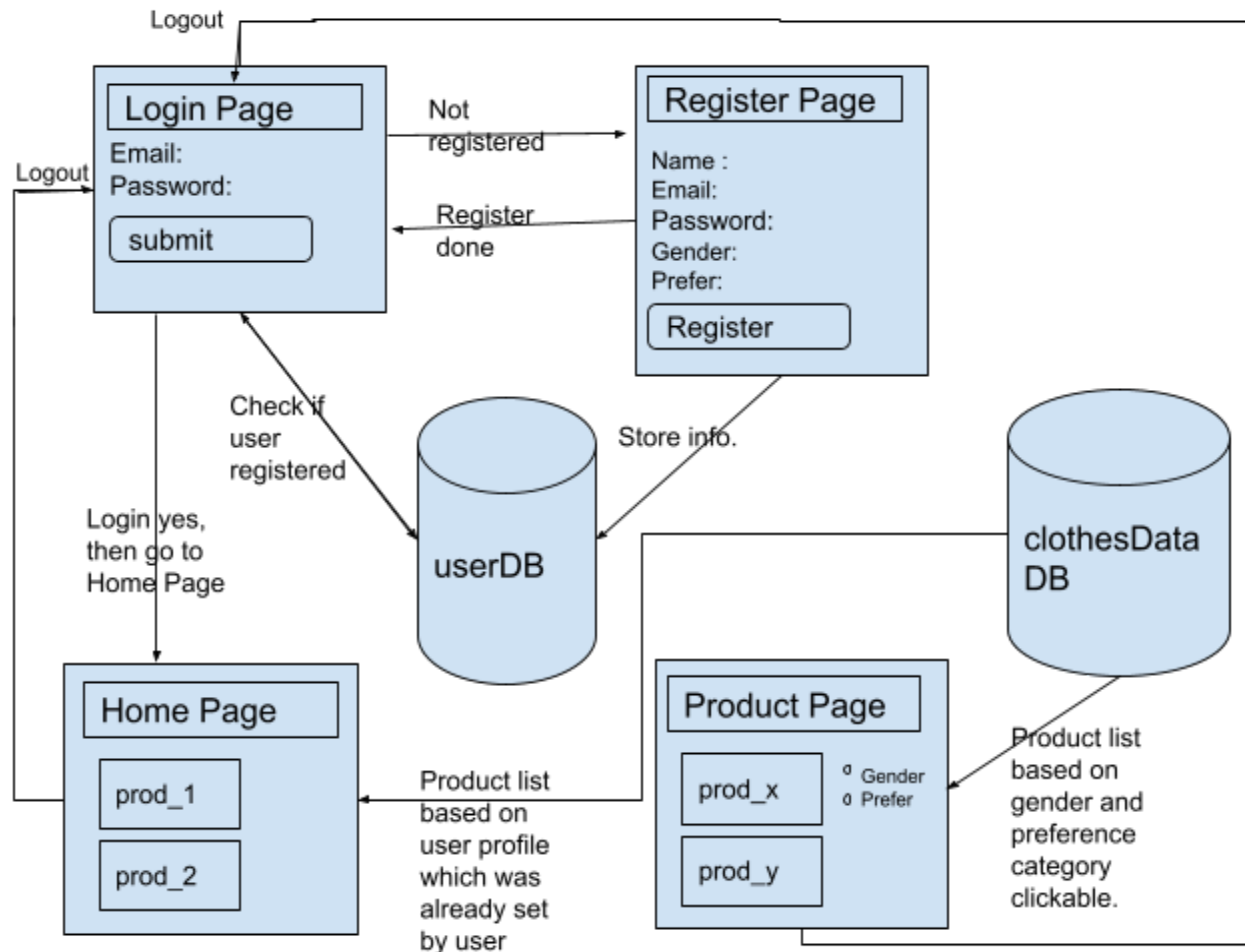 Logout
Login Page
Email:
Password:
submit
Logout
Not
registered
Register
done
Register Page
Name :
Email:
Password:
Gender:
Prefer:
Register
Check if
user
registered
Store info.
Login yes,
then go to
Home Page
userDB
clothesData
DB
Home Page
prod_1
prod_2
Product list
based on
user profile
which was
already set
by user
Product Page
prod_x
prod_y
Gender
Prefer
Product list
based on
gender and
preference
category
clickable.